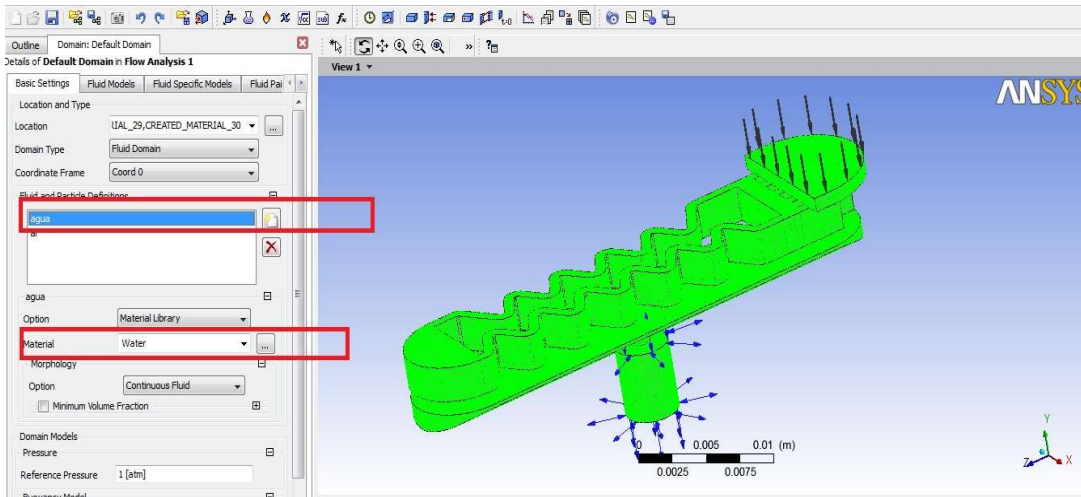 Outline
Domain: Default Domain
Details of Default Domain in Flow Analysis 1
Basic Settings
Fluid Models
Fluid Specific Models
Fluid Pai
Location and Type
Location
CREATED_MATERIAL_30
Domain Type
Fluid Domain
Coordinate Frame
Coord 0
Fluid and Particle Definitions
agua
ar
agua
Option
Material Library
Material
Water
...
Morphology
Option
Continuous Fluid
Minimum Volume Fraction
Domain Models
Pressure
Reference Pressure
1 [atm]
Buoyancy Model
View 1
ANSYS
0
0.005
0.01 (m)
0.0025
0.0075
Y
Z
X